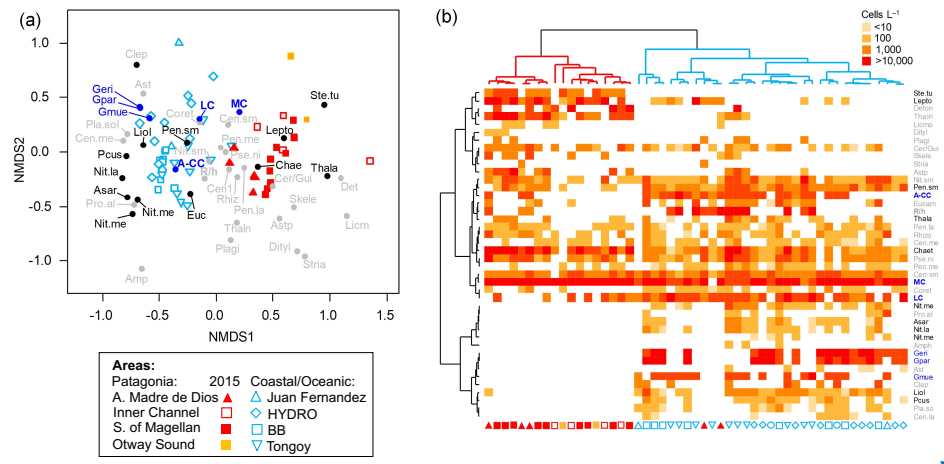 (a)
1.0
0.5
0.0
-0.5
-1.0
NMDS2
-1.0
-0.5
0.0
0.5
1.0
1.5
NMDS1
Clep
Ast
Geri
Gpar
Gmue
LC
MC
Ste.tu
Coret
Cen.sm
Pla.sol
Cen.me
Liol
Pen.sm
Pen.me
Lepto
Nit.sm
Pse.ni
Pcus
A-CC
R/h
Chae
Thala
Nit.la
Cen1
Cer/Gui
Det
Asar
Rhiz
Pro.al
Nit.me
Euc
Pen.la
Skele
Nit.me
Thaln
Astp
Licm
Plagi
Dityl
Stria
Amp
Areas:
Patagonia: 2015 Coastal/Oceanic:
A. Madre de Dios Juan Fernandez
Inner Channel HYDRO
S. of Magellan BB
Otway Sound Tongoy
(b)
Cells L⁻¹
<10
100
1,000
>10,000
Ste.tu
Lepto
Deton
Thaln
Licmo
Dityl
Cer/Gui
Skele
Stria
Astp
Nit.sm
Pen.sm
A-CC
Eucam
R/h
Thala
Pen.la
Rhizo
Cen.me
Chaet
Pse.ni
Pen.me
Cen.sm
MC
Coret
LC
Nit.me
Pro.al
Asar
Nit.la
Nit.me
Amph
Geri
Gpar
Ast
Gmue
Clep
Liol
Pcus
Pla.so
Cen.la